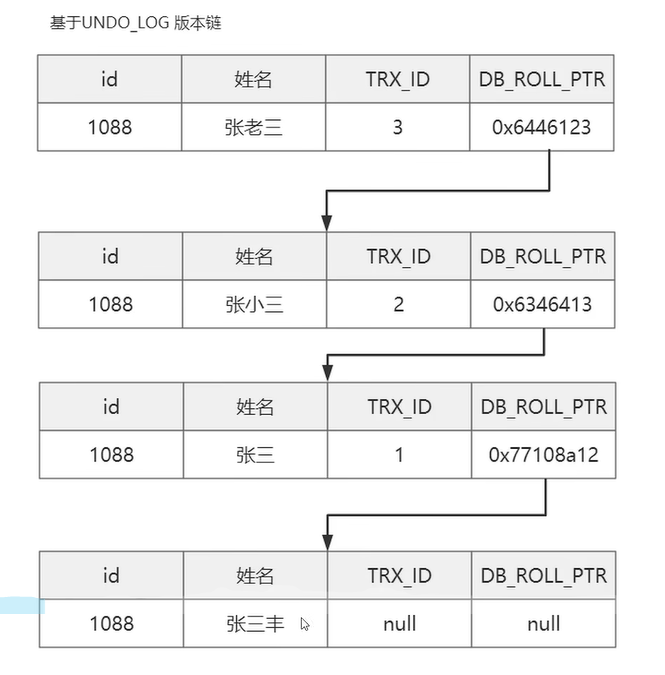 基于UNDO_LOG 版本链
id 姓名 TRX_ID DB_ROLL_PTR
1088 张老三 3 0x6446123
id 姓名 TRX_ID DB_ROLL_PTR
1088 张小三 2 0x6346413
id 姓名 TRX_ID DB_ROLL_PTR
1088 张三 1 0x77108a12
id 姓名 TRX_ID DB_ROLL_PTR
1088 张三丰 null null